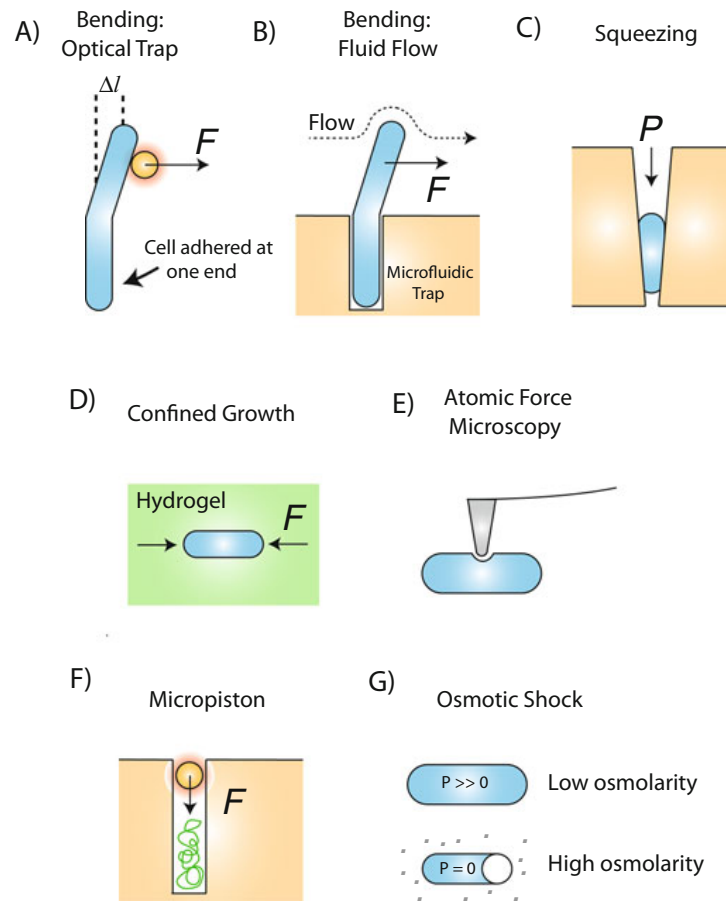 A)
Bending:
Optical Trap
Δl
F
Cell adhered at
one end
B)
Bending:
Fluid Flow
Flow
F
Microfluidic
Trap
C)
Squeezing
P
D)
Confined Growth
Hydrogel
F
E)
Atomic Force
Microscopy
F)
Micropiston
F
G)
Osmotic Shock
P >> 0
Low osmolarity
P = 0
High osmolarity